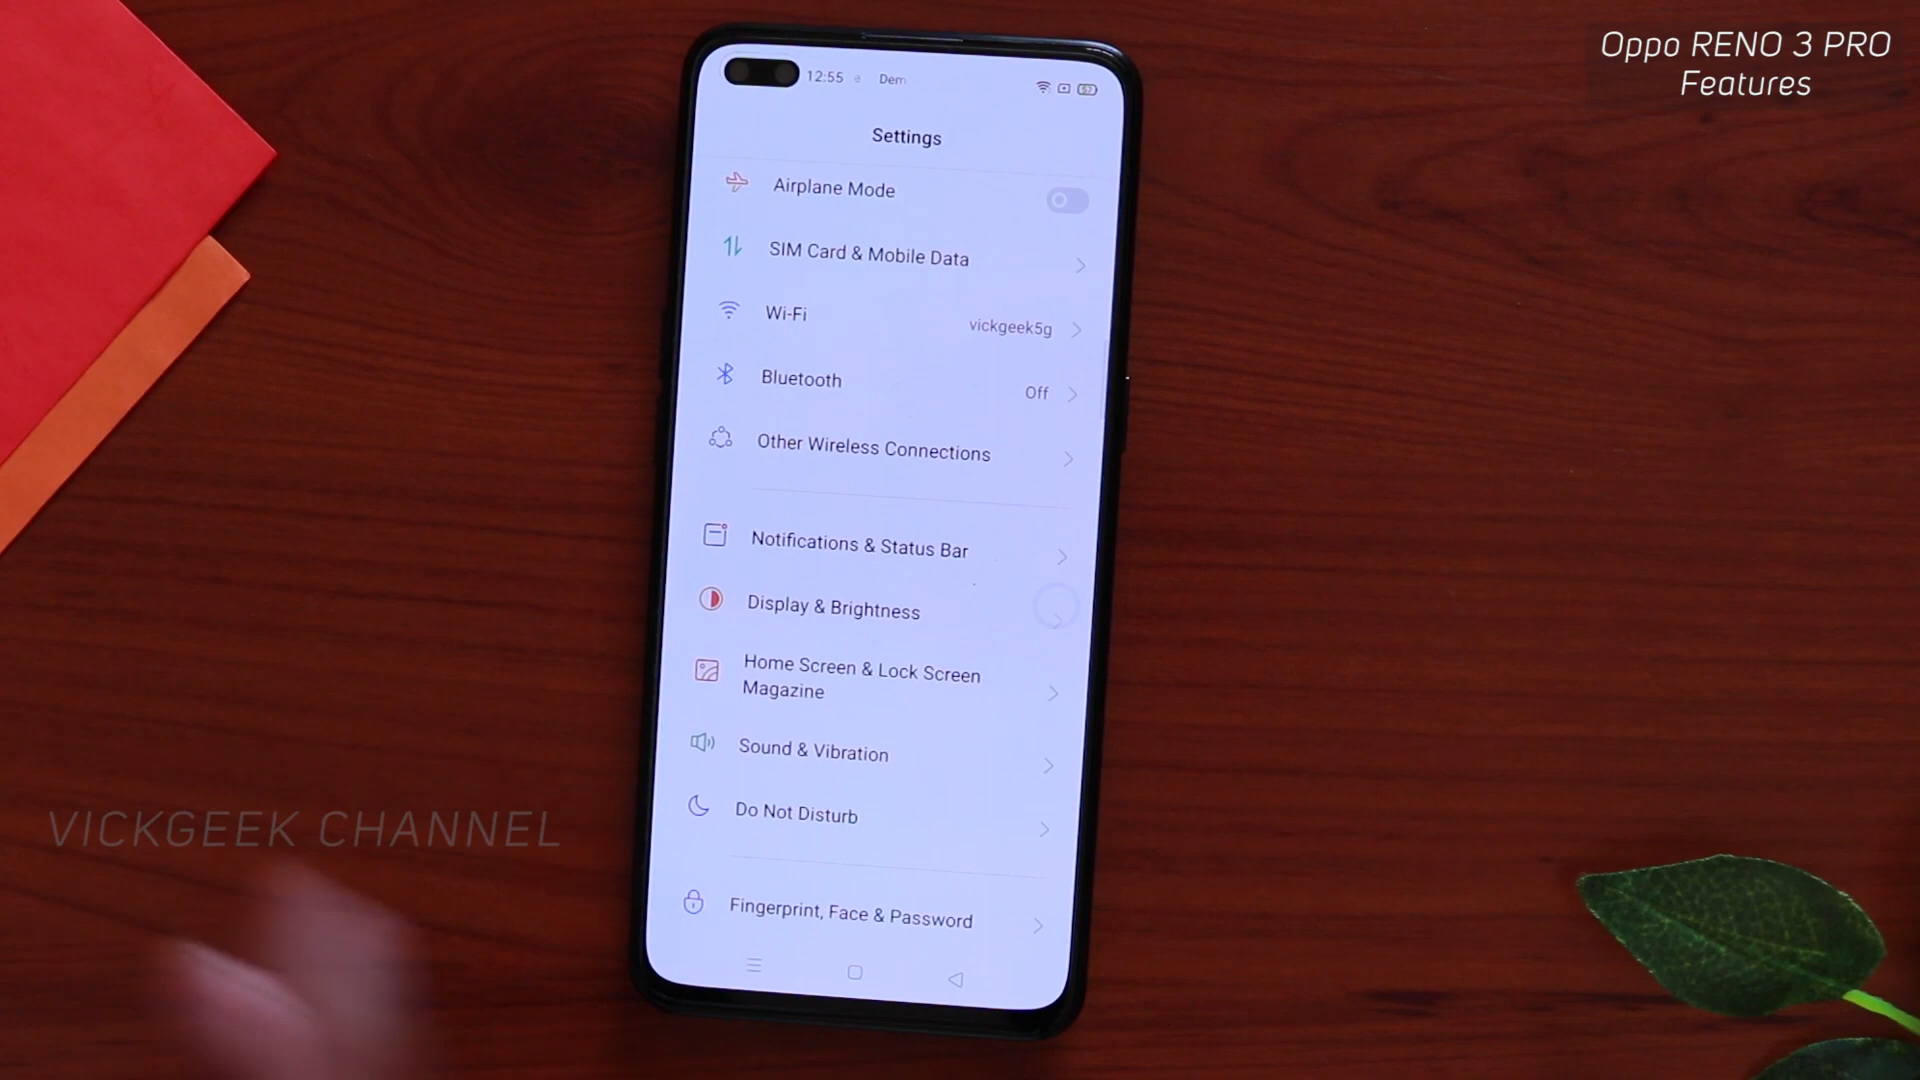 Oppo RENO 3 PRO
Features
12:55
Dem
Settings
Airplane Mode
SIM Card & Mobile Data
Wi-Fi
vickgeek5g
Bluetooth
Off
Other Wireless Connections
Notifications & Status Bar
Display & Brightness
Home Screen & Lock Screen
Magazine
Sound & Vibration
Do Not Disturb
Fingerprint, Face & Password
VICKGEEK CHANNEL